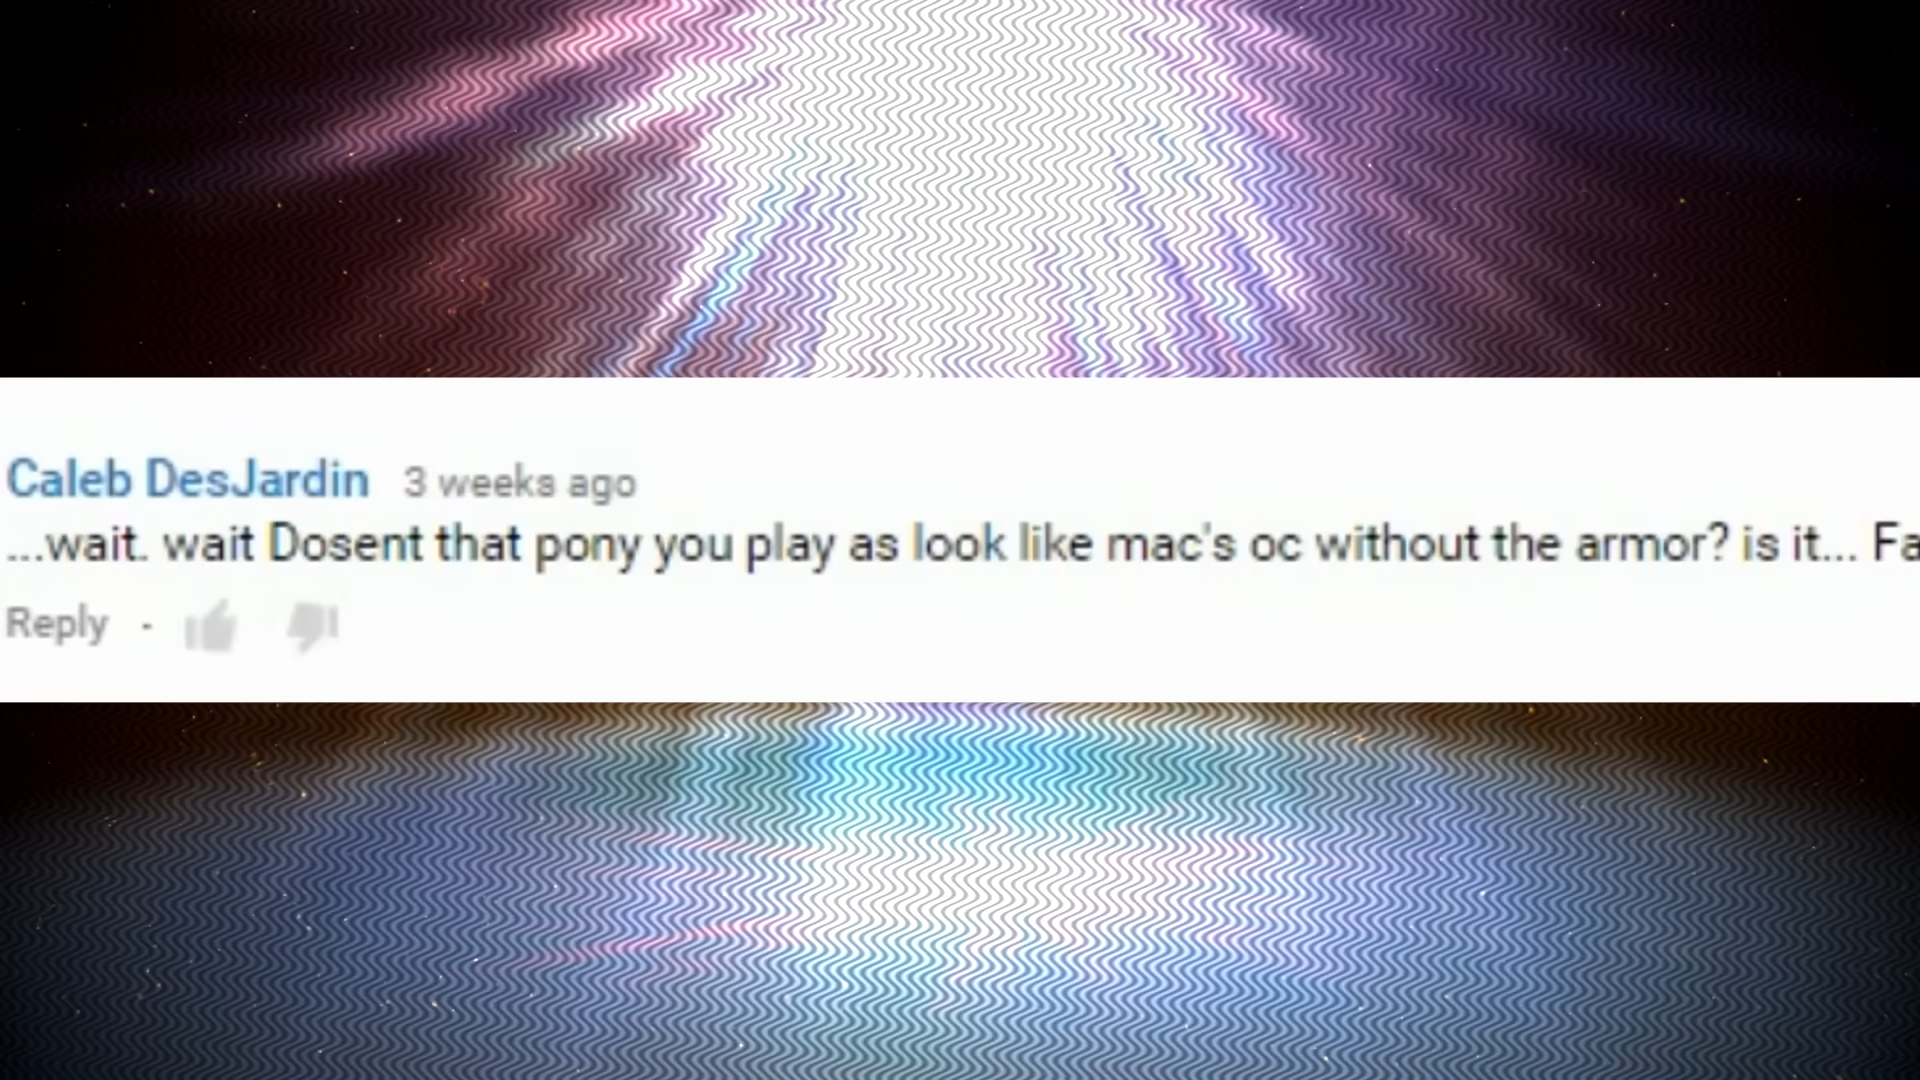 Caleb DesJardin 3 weeks ago
...wait. wait Dosent that pony you play as look like mac's oc without the armor? is it... Fa
Reply ·